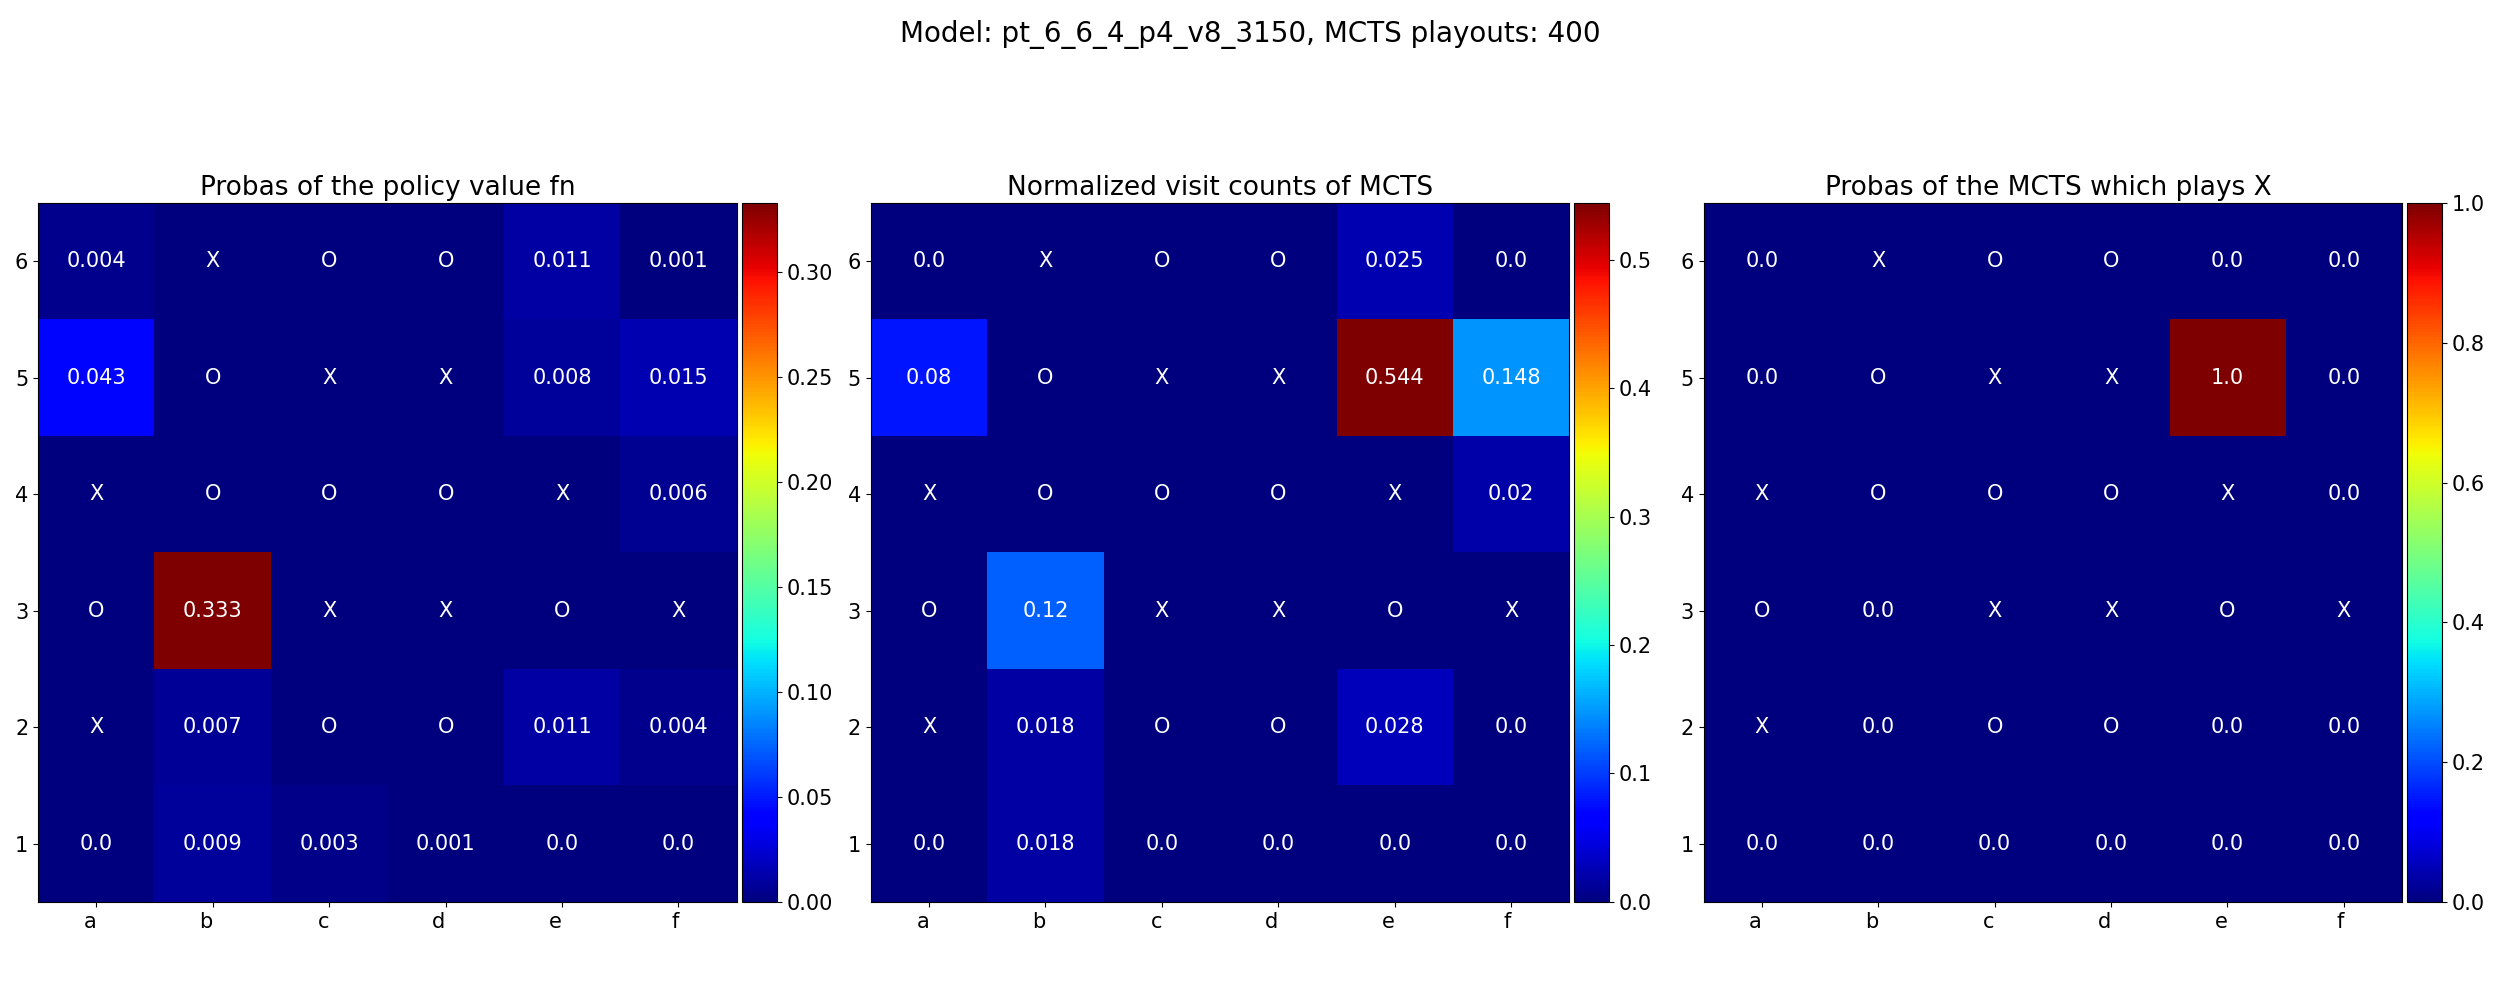 Model: pt_6_6_4_p4_v8_3150, MCTS playouts: 400
Probas of the policy value fn
6 0.004 X O O 0.011 0.001
5 0.043 O X X 0.008 0.015
4 X O O O X 0.006
3 O 0.333 X X O X
2 X 0.007 O O 0.011 0.004
1 0.0 0.009 0.003 0.001 0.0 0.0
a b c d e f
0.30
0.25
0.20
0.15
0.10
0.05
0.00
Normalized visit counts of MCTS
6 0.0 X O O 0.025 0.0
5 0.08 O X X 0.544 0.148
4 X O O O X 0.02
3 O 0.12 X X O X
2 X 0.018 O O 0.028 0.0
1 0.0 0.018 0.0 0.0 0.0 0.0
a b c d e f
0.5
0.4
0.3
0.2
0.1
0.0
Probas of the MCTS which plays X
6 0.0 X O O 0.0 0.0
5 0.0 O X X 1.0 0.0
4 X O O O X 0.0
3 O 0.0 X X O X
2 X 0.0 O O 0.0 0.0
1 0.0 0.0 0.0 0.0 0.0 0.0
a b c d e f
1.0
0.8
0.6
0.4
0.2
0.0